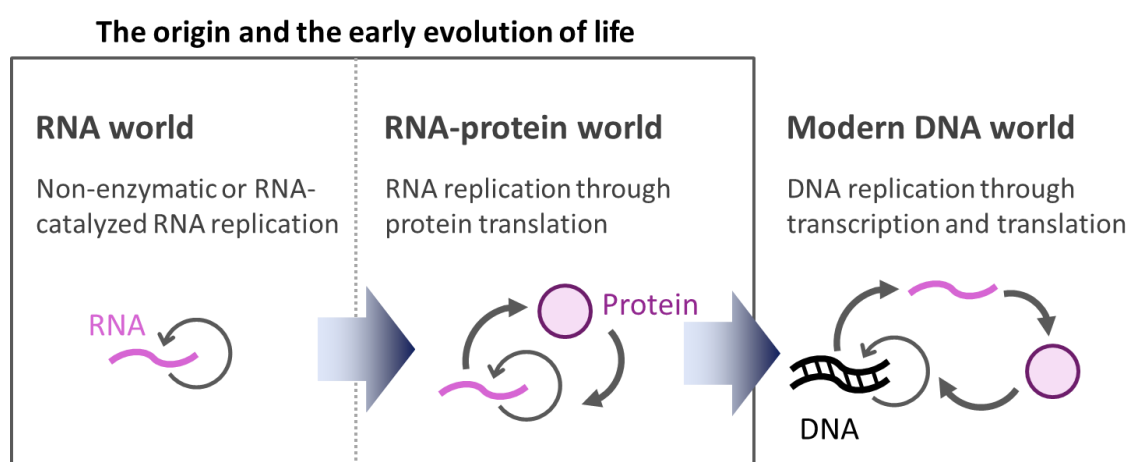 The origin and the early evolution of life
RNA world
Non-enzymatic or RNA-
catalyzed RNA replication
RNA
RNA-protein world
RNA replication through
protein translation
Protein
Modern DNA world
DNA replication through
transcription and translation
DNA